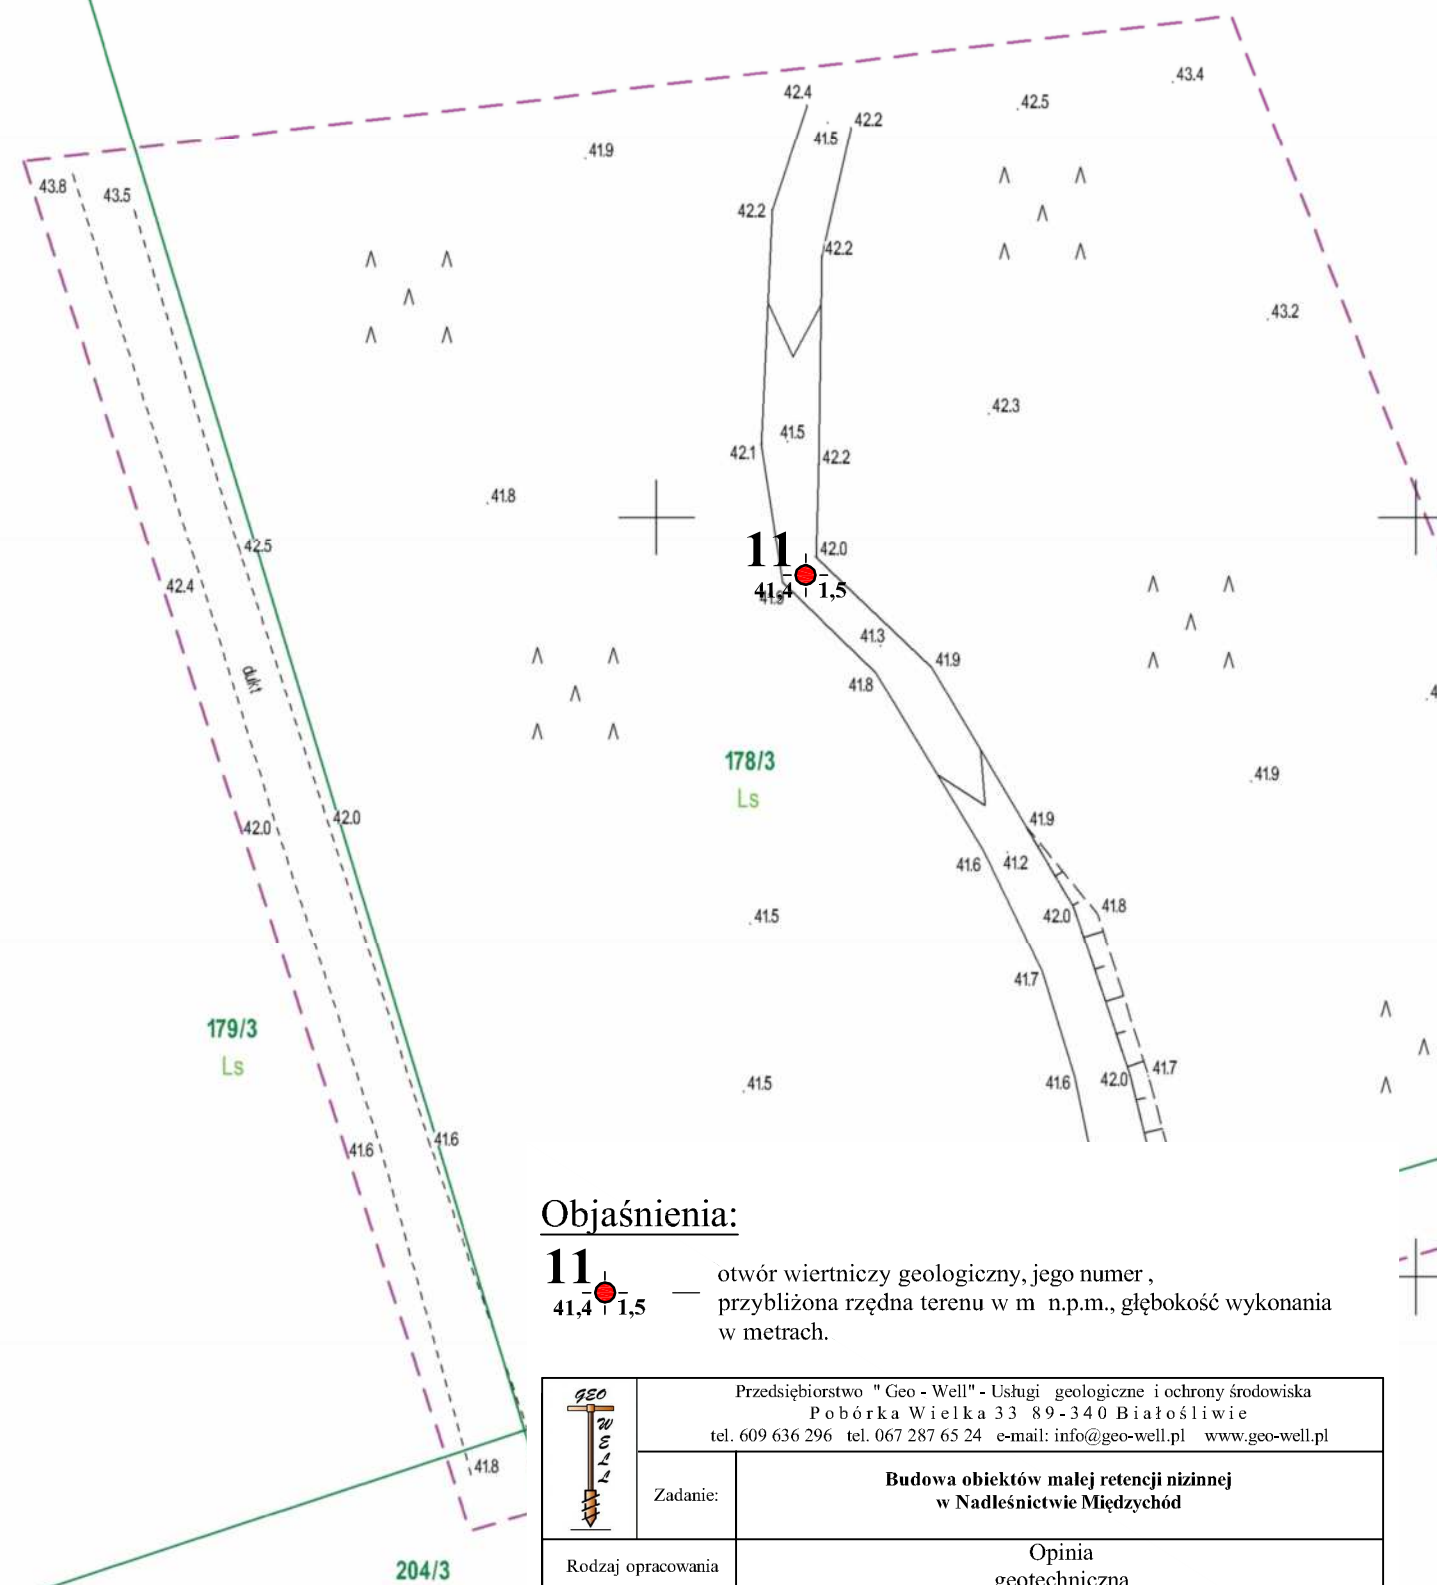 42.4
42.2
41.5
42.5
43.4
41.9
43.8
43.5
42.2
42.2
43.2
42.3
41.5
42.1
42.2
41.8
42.5
42.4
11
42.0
41,4
1,5
41.3
41.9
41.8
dukt
178/3
Ls
41.9
42.0
42.0
41.9
41.6
41.2
41.5
42.0
41.8
41.7
179/3
Ls
41.5
41.6
42.0
41.7
41.6
41.6
Objaśnienia:
11
41,4
1,5
— otwór wiertniczy geologiczny, jego numer ,
przybliżona rzędna terenu w m n.p.m., głębokość wykonania
w metrach.
GEO
WELL
Przedsiębiorstwo " Geo - Well" - Usługi geologiczne i ochrony środowiska
Pobórka Wielka 33 89-340 Białośliwie
tel. 609 636 296 tel. 067 287 65 24 e-mail: info@geo-well.pl www.geo-well.pl
Zadanie:
Budowa obiektów małej retencji nizinnej
w Nadleśnictwie Międzychód
41.8
Rodzaj opracowania
Opinia
geotechniczna
204/3